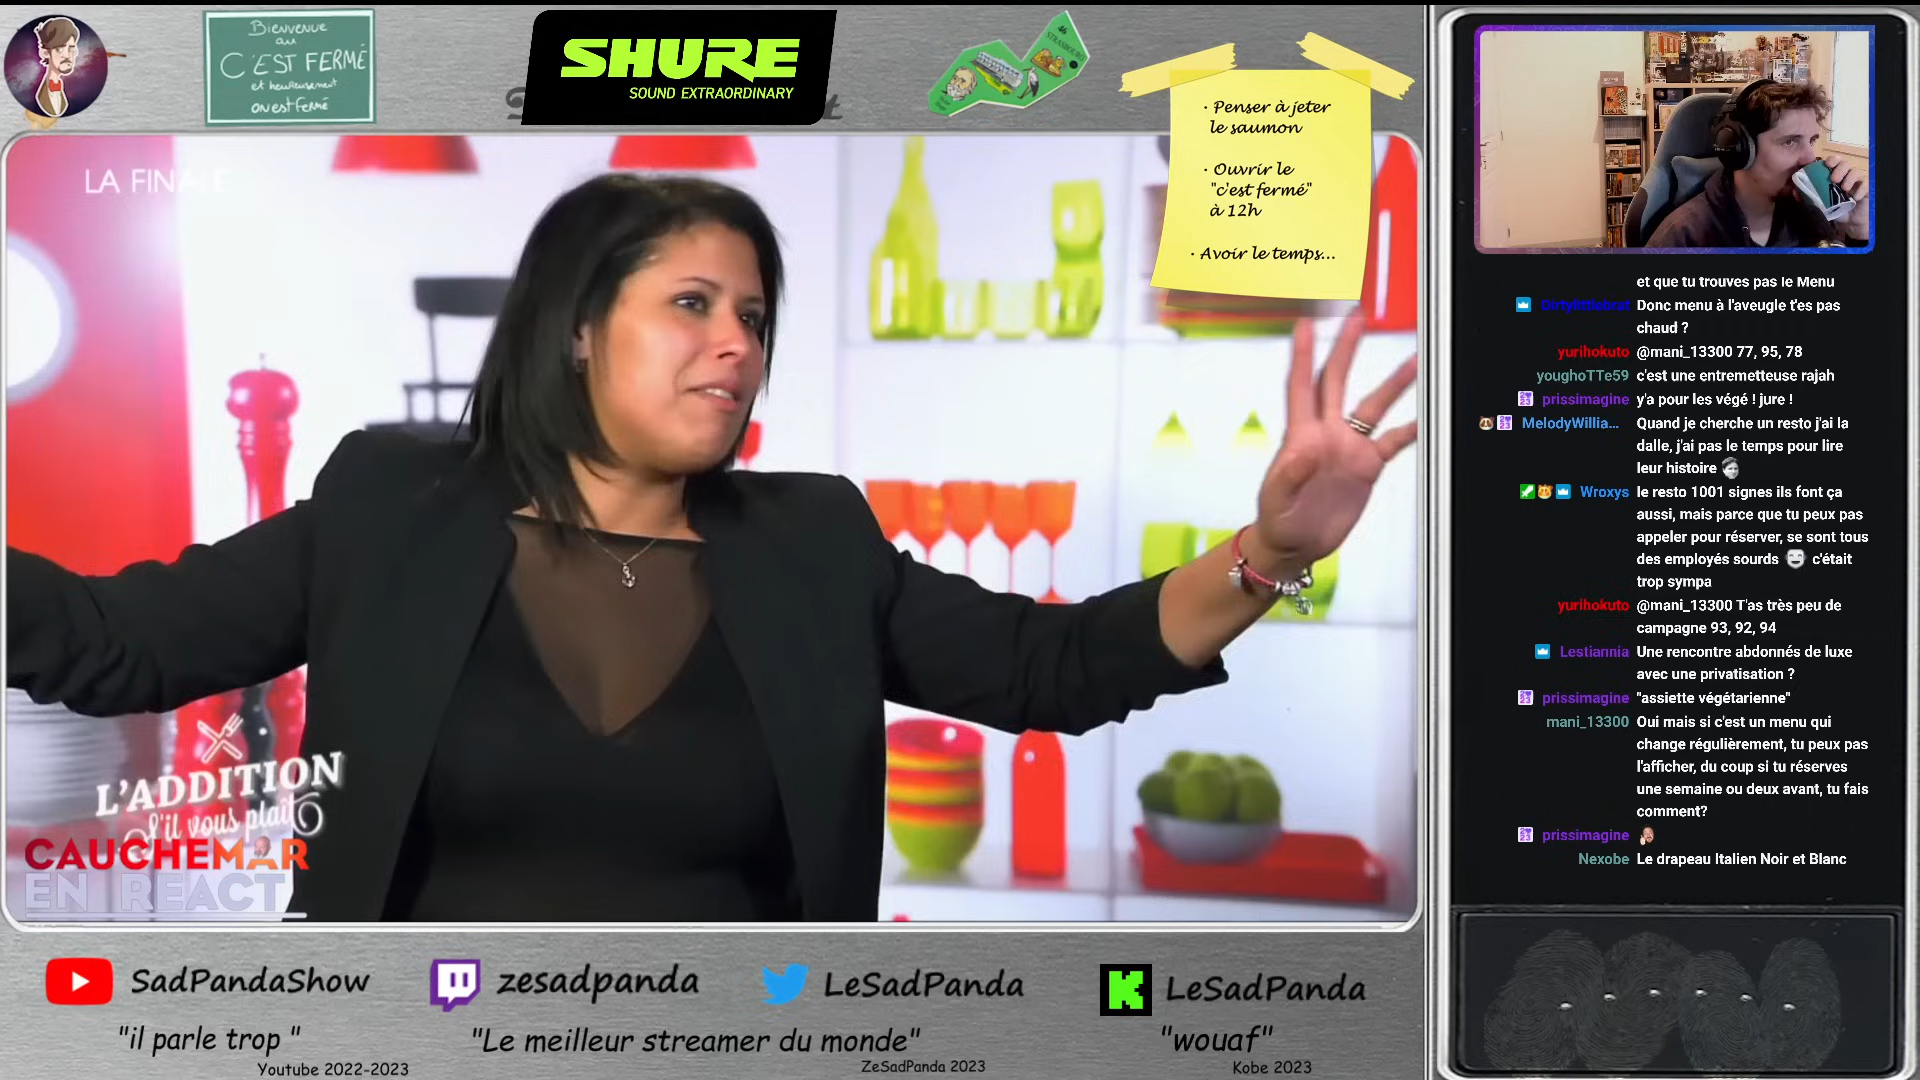 Bienvenue
au
C'EST FERMÉ
et heureusement
on est fermé
SHURE
SOUND EXTRAORDINARY
STRASBOURG
· Penser à jeter
le saumon
· Ouvrir le
"c'est fermé"
à 12h
· Avoir le temps...
LA FINALE
L'ADDITION
s'il vous plaît
CAUCHEMAR
EN REACT
SadPandaShow
"il parle trop "
Youtube 2022-2023
zesadpanda
"Le meilleur streamer du monde"
ZeSadPanda 2023
LeSadPanda
LeSadPanda
"wouaf"
Kobe 2023
et que tu trouves pas le Menu
Dirtylittlebrat Donc menu à l'aveugle t'es pas
chaud ?
yurihokuto @mani_13300 77, 95, 78
youghoTTe59 c'est une entremetteuse rajah
prissimagine y'a pour les végé ! jure !
MelodyWillia... Quand je cherche un resto j'ai la
dalle, j'ai pas le temps pour lire
leur histoire
Wroxys le resto 1001 signes ils font ça
aussi, mais parce que tu peux pas
appeler pour réserver, se sont tous
des employés sourds c'était
trop sympa
yurihokuto @mani_13300 T'as très peu de
campagne 93, 92, 94
Lestiannia Une rencontre abdonnés de luxe
avec une privatisation ?
prissimagine "assiette végétarienne"
mani_13300 Oui mais si c'est un menu qui
change régulièrement, tu peux pas
l'afficher, du coup si tu réserves
une semaine ou deux avant, tu fais
comment?
prissimagine
Nexobe Le drapeau Italien Noir et Blanc